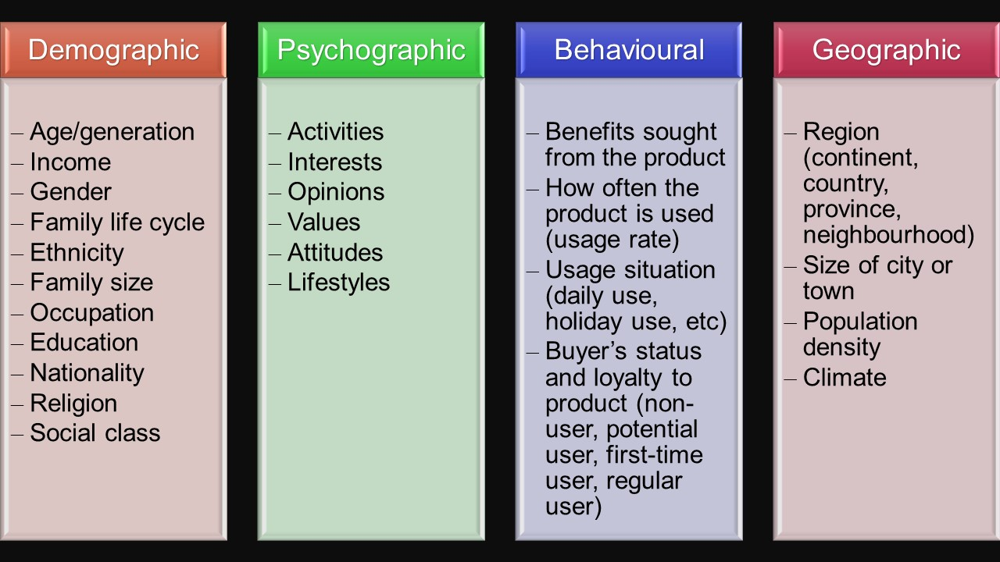 Demographic
– Age/generation
– Income
– Gender
– Family life cycle
– Ethnicity
– Family size
– Occupation
– Education
– Nationality
– Religion
– Social class
Psychographic
– Activities
– Interests
– Opinions
– Values
– Attitudes
– Lifestyles
Behavioural
– Benefits sought
from the product
– How often the
product is used
(usage rate)
– Usage situation
(daily use,
holiday use, etc)
– Buyer’s status
and loyalty to
product (non-
user, potential
user, first-time
user, regular
user)
Geographic
– Region
(continent,
country,
province,
neighbourhood)
– Size of city or
town
– Population
density
– Climate